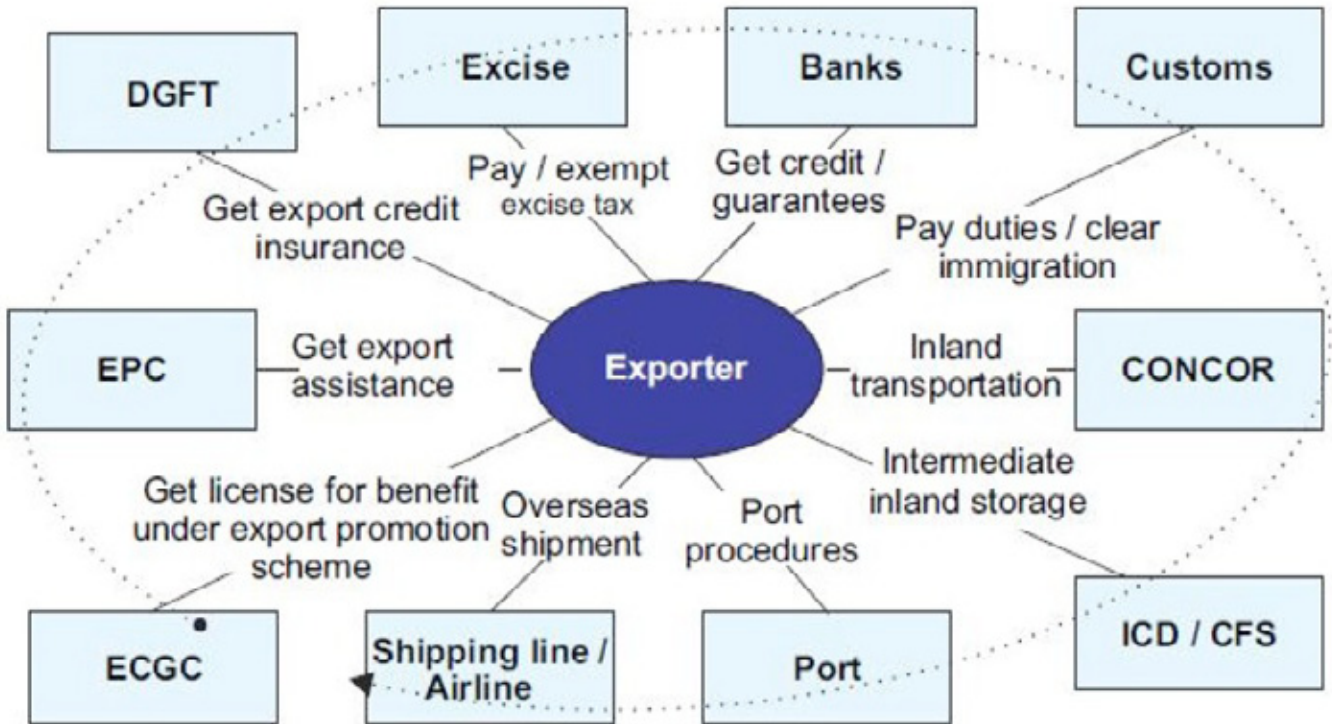 DGFT
Excise
Banks
Customs
Get export credit
insurance
Pay / exempt
excise tax
Get credit /
guarantees
Pay duties / clear
immigration
EPC
Get export
assistance
Exporter
Inland
transportation
CONCOR
Get license for benefit
under export promotion
scheme
Overseas
shipment
Port
procedures
Intermediate
inland storage
ECGC
Shipping line /
Airline
Port
ICD / CFS